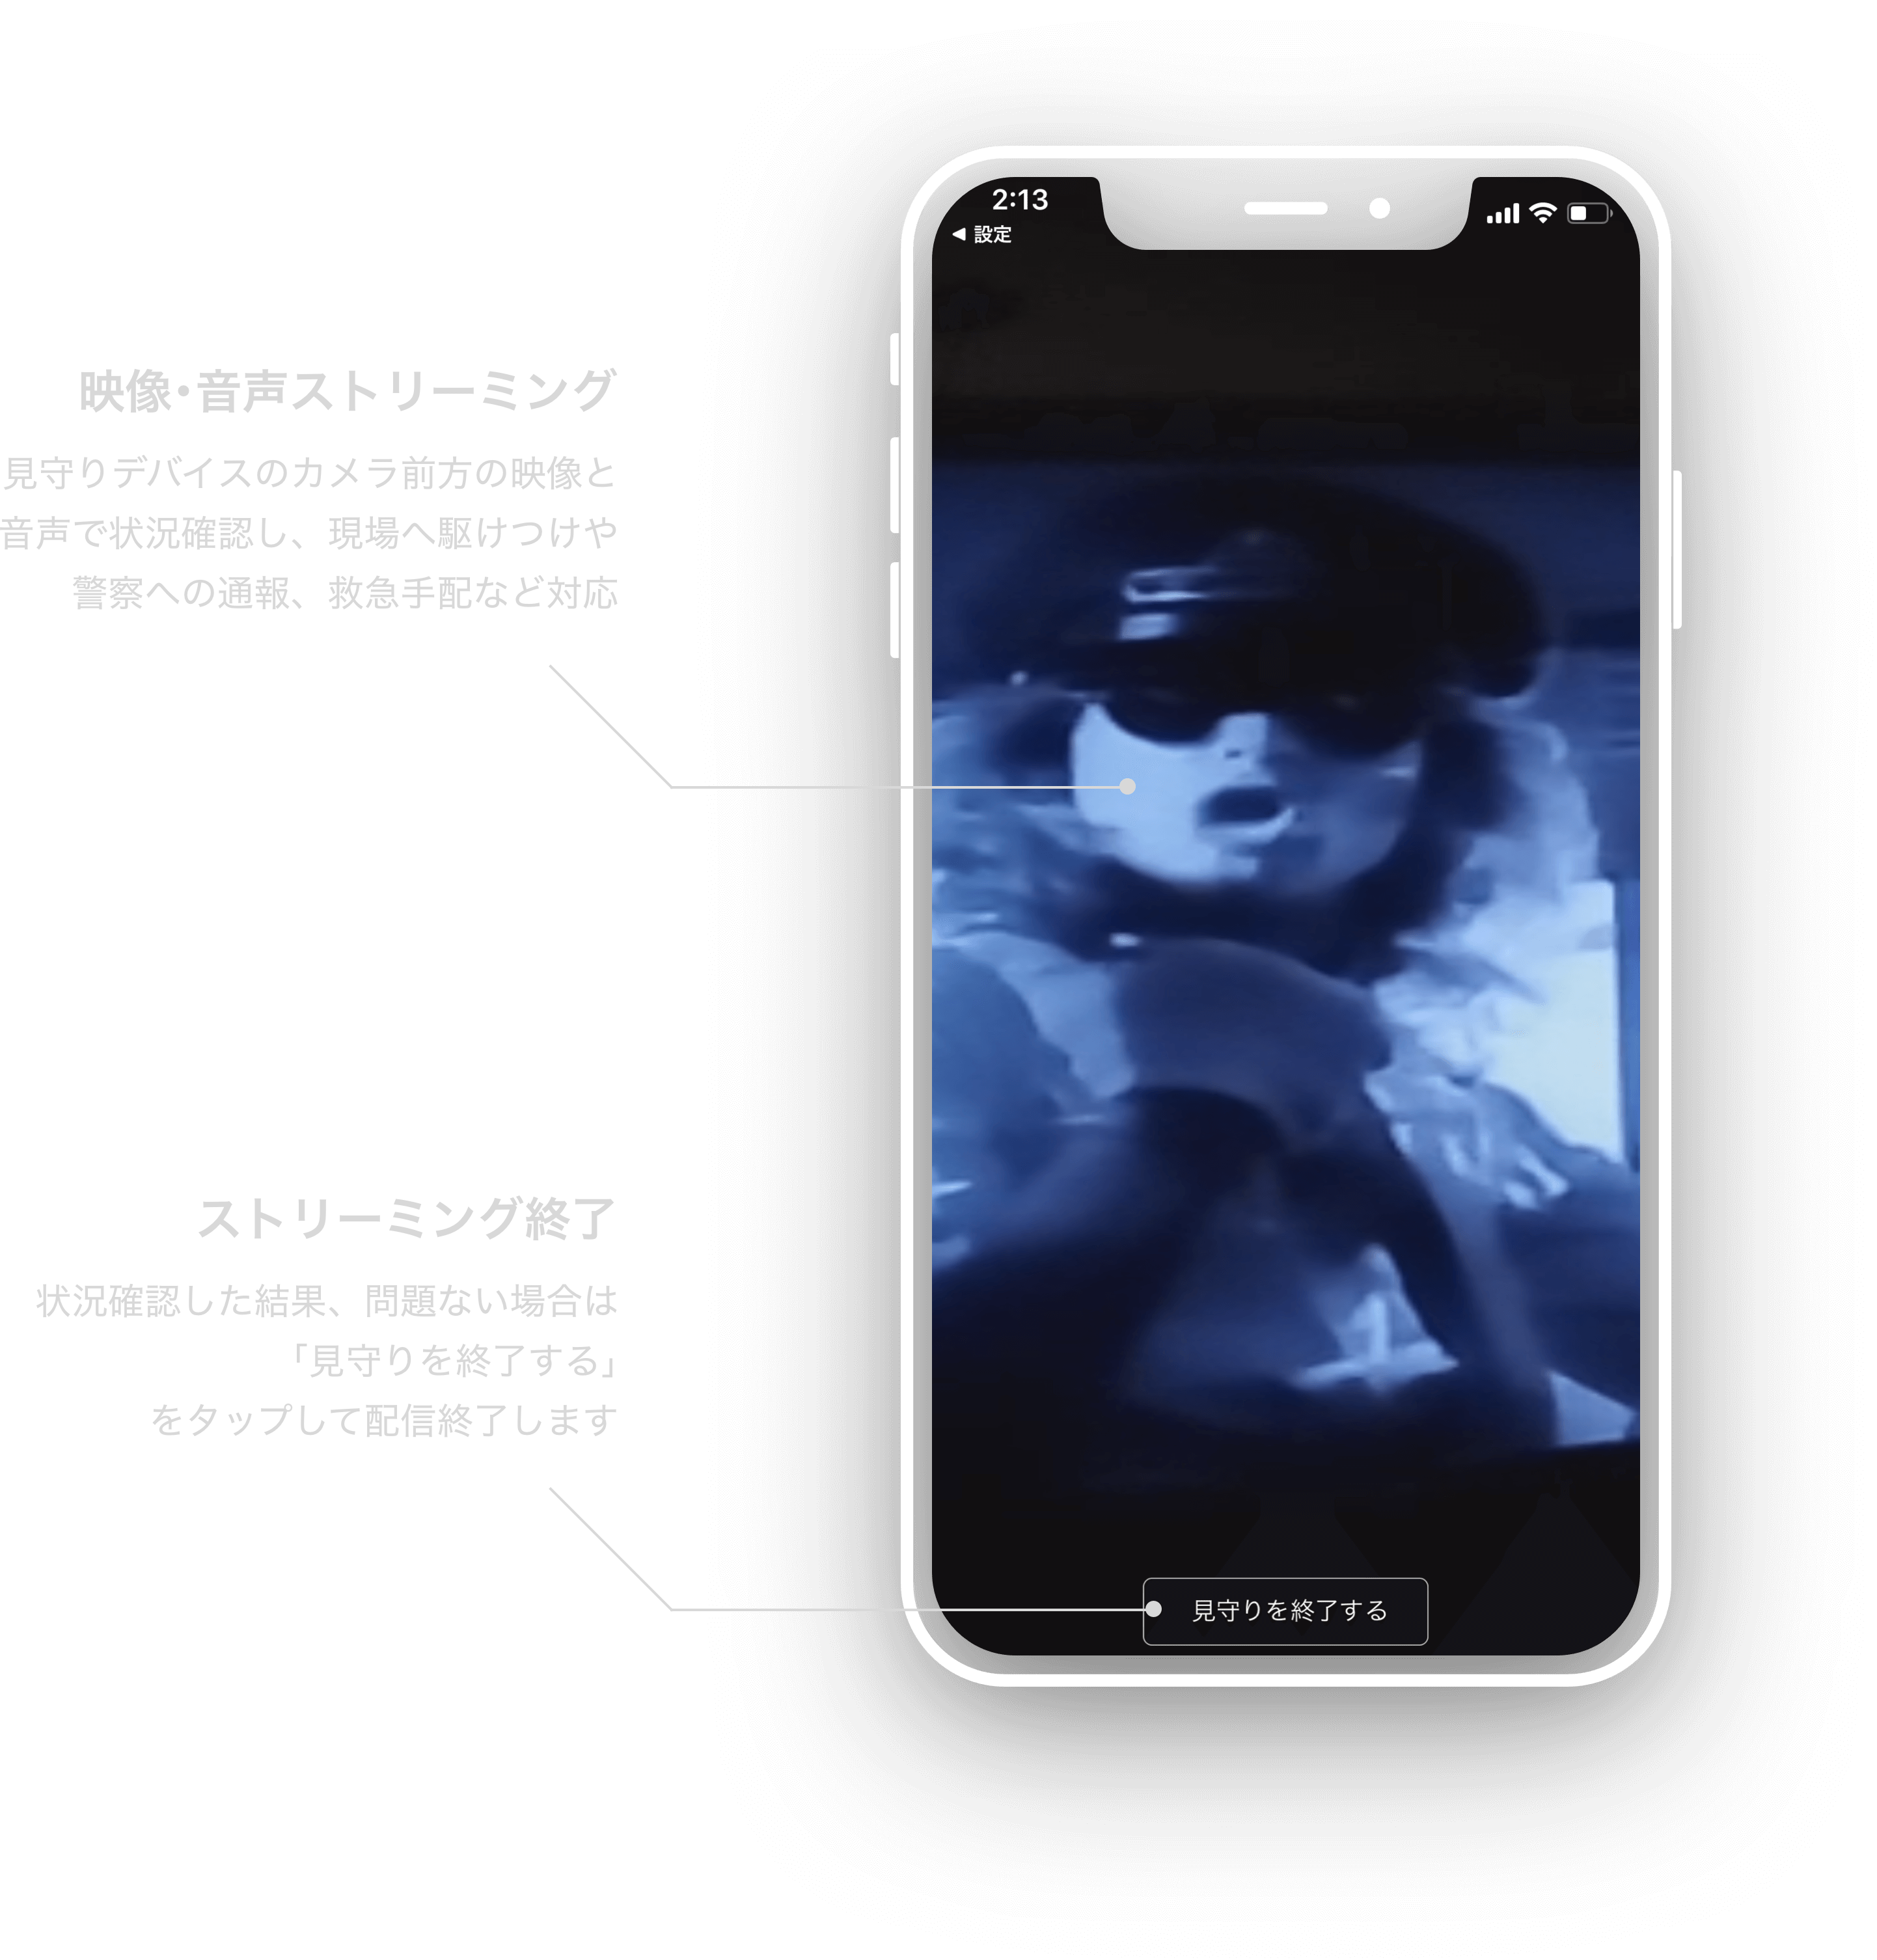 映像・音声ストリーミング
見守りデバイスのカメラ前方の映像と
音声で状況確認し、現場へ駆けつけや
警察への通報、救急手配など対応
ストリーミング終了
状況確認した結果、問題ない場合は
「見守りを終了する」
をタップして配信終了します
2:13
◀ 設定
見守りを終了する